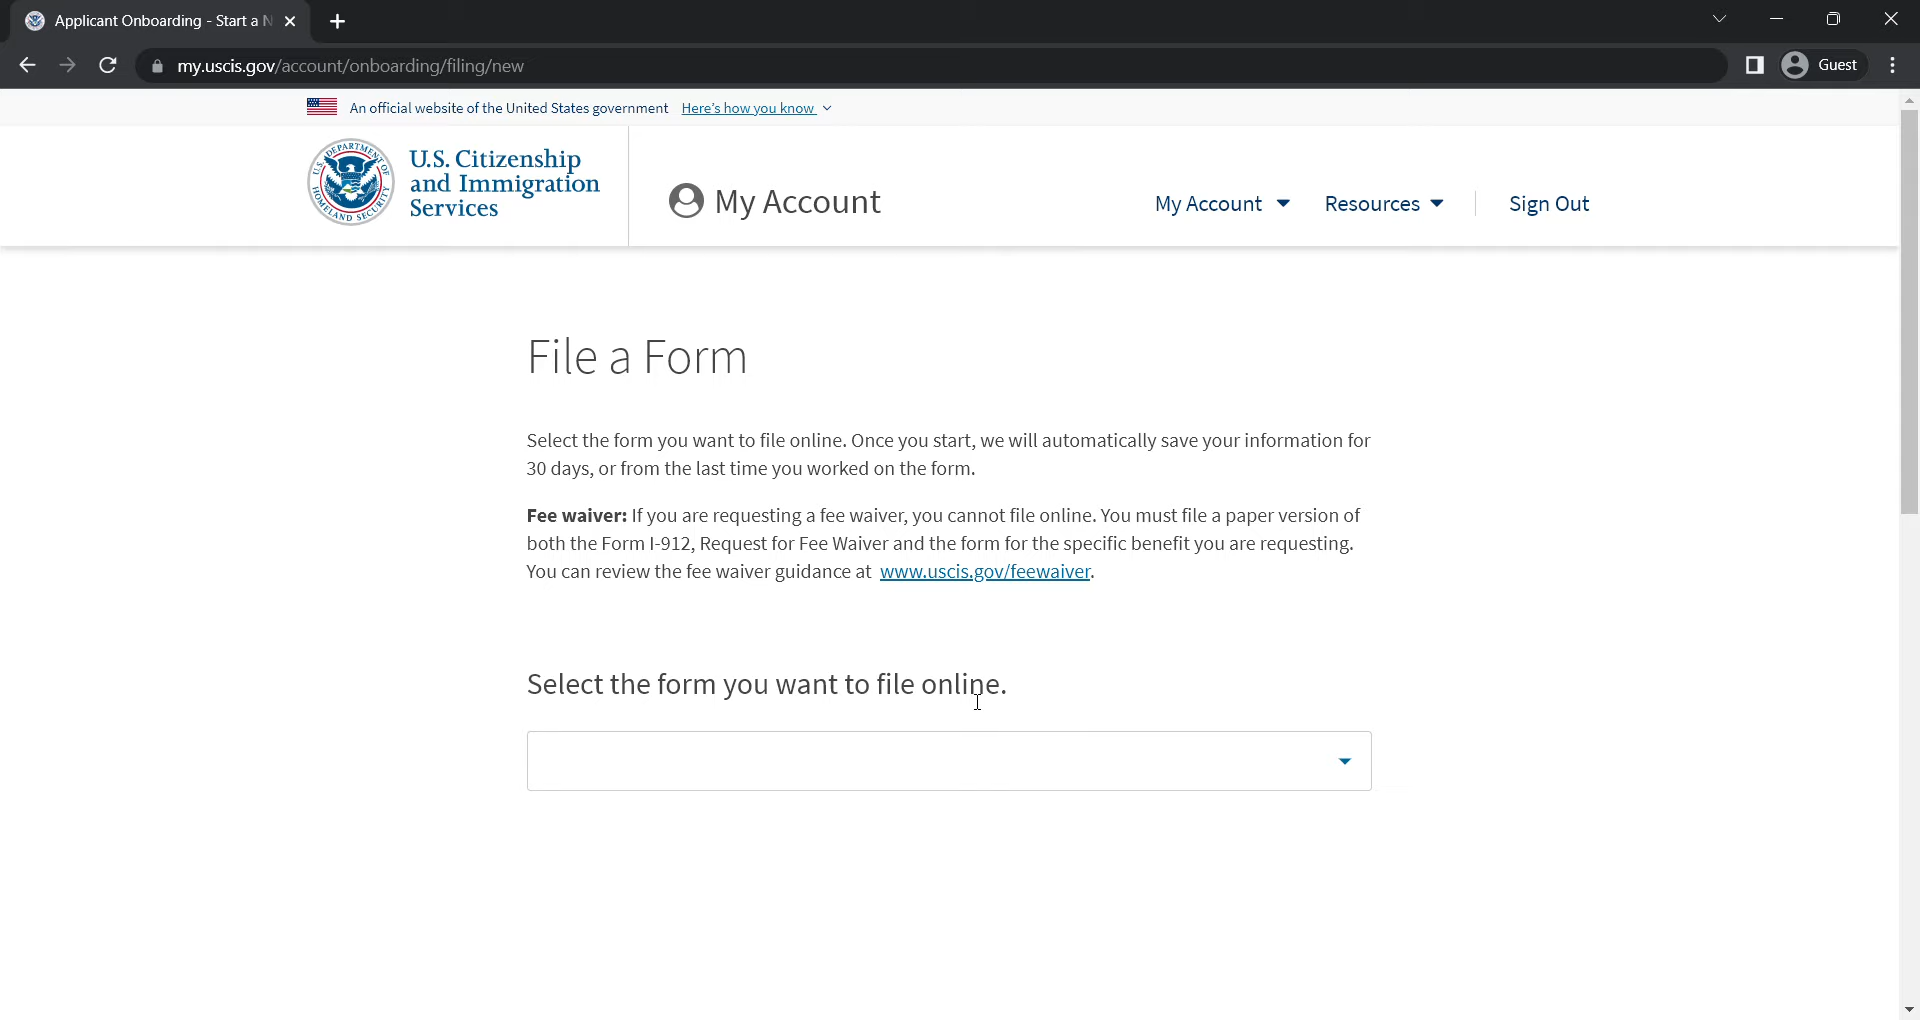 Applicant Onboarding - Start a N
my.uscis.gov/account/onboarding/filing/new
Guest
An official website of the United States government Here's how you know
U.S. DEPARTMENT OF HOMELAND SECURITY
U.S. Citizenship
and Immigration
Services
My Account
My Account
Resources
Sign Out
File a Form
Select the form you want to file online. Once you start, we will automatically save your information for
30 days, or from the last time you worked on the form.
Fee waiver: If you are requesting a fee waiver, you cannot file online. You must file a paper version of
both the Form I-912, Request for Fee Waiver and the form for the specific benefit you are requesting.
You can review the fee waiver guidance at www.uscis.gov/feewaiver.
Select the form you want to file online.